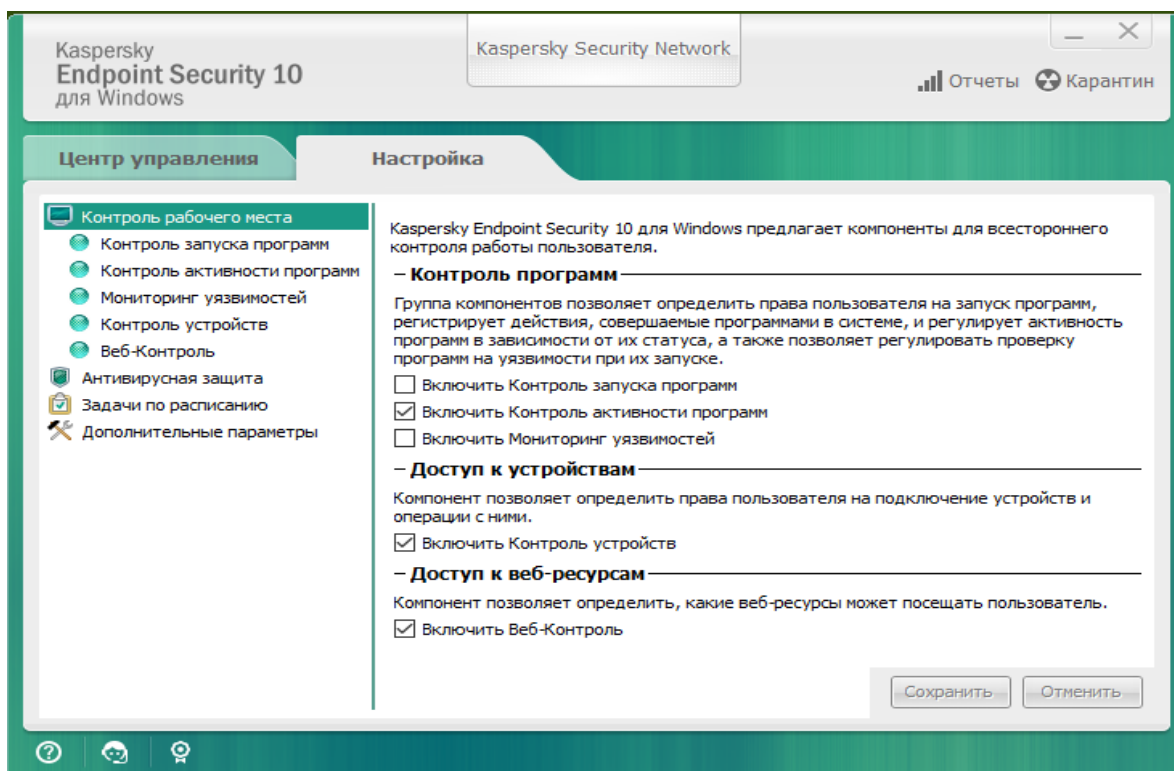 Kaspersky
Endpoint Security 10
для Windows
Kaspersky Security Network
Отчеты
Карантин
Центр управления
Настройка
Контроль рабочего места
Контроль запуска программ
Контроль активности программ
Мониторинг уязвимостей
Контроль устройств
Веб-Контроль
Антивирусная защита
Задачи по расписанию
Дополнительные параметры
Kaspersky Endpoint Security 10 для Windows предлагает компоненты для всестороннего
контроля работы пользователя.
Контроль программ
Группа компонентов позволяет определить права пользователя на запуск программ,
регистрирует действия, совершаемые программами в системе, и регулирует активность
программ в зависимости от их статуса, а также позволяет регулировать проверку
программ на уязвимости при их запуске.
Включить Контроль запуска программ
Включить Контроль активности программ
Включить Мониторинг уязвимостей
Доступ к устройствам
Компонент позволяет определить права пользователя на подключение устройств и
операции с ними.
Включить Контроль устройств
Доступ к веб-ресурсам
Компонент позволяет определить, какие веб-ресурсы может посещать пользователь.
Включить Веб-Контроль
Сохранить
Отменить